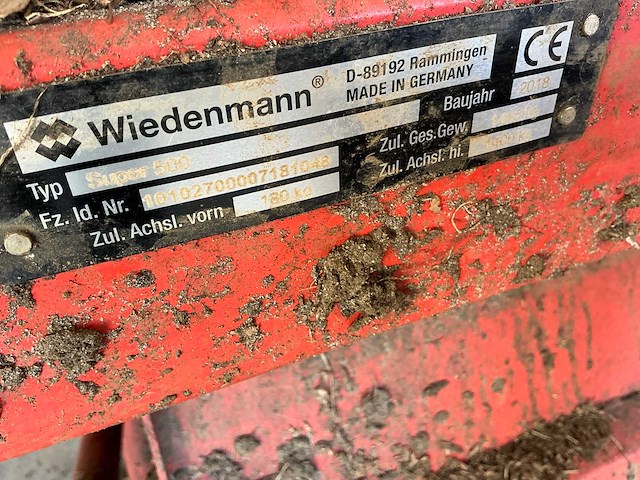 Wiedenmann®
D-89192 Rammingen
MADE IN GERMANY
CE
Typ Super 500
Baujahr 2018
Fz. Id. Nr.
Zul. Ges.Gew.
Zul. Achsl. vorn 180 kg
Zul. Achsl. hi.